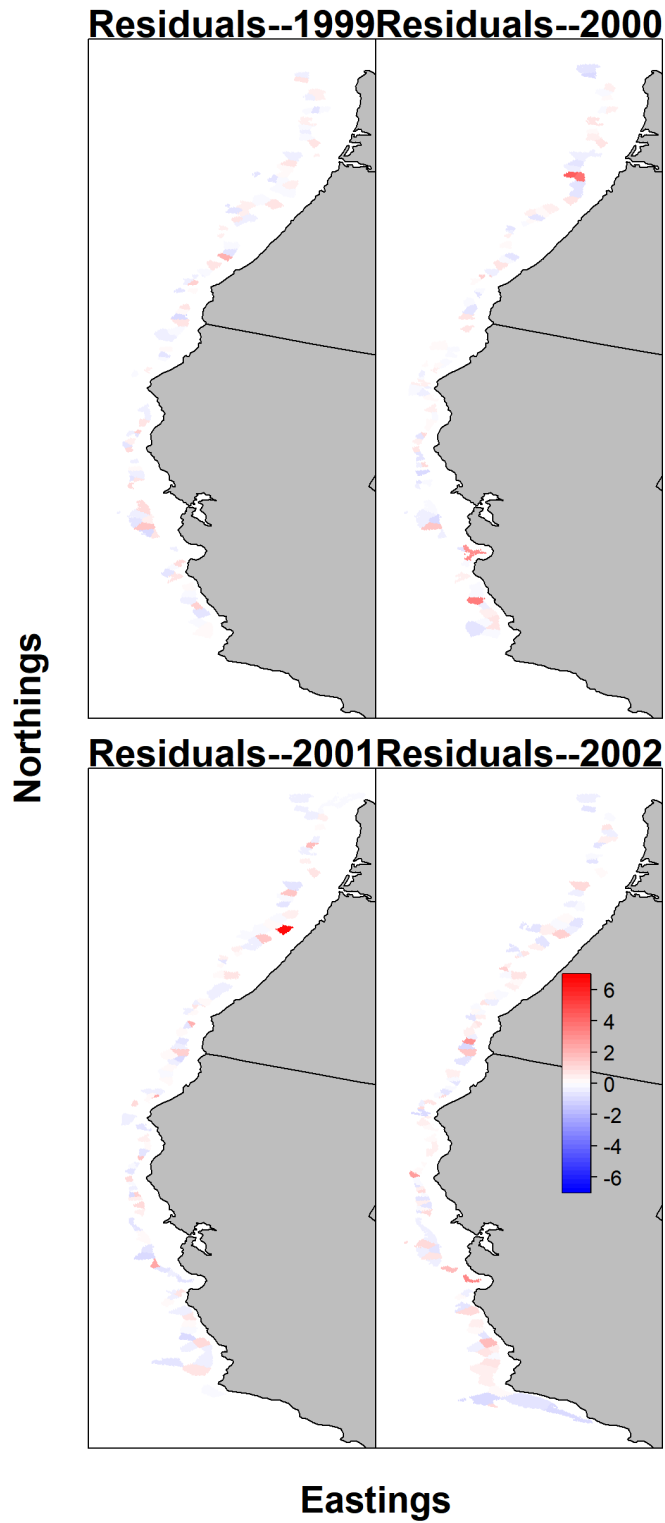 Residuals--1999
Residuals--2000
Northings
Residuals--2001
Residuals--2002
6
4
2
0
-2
-4
-6
Eastings